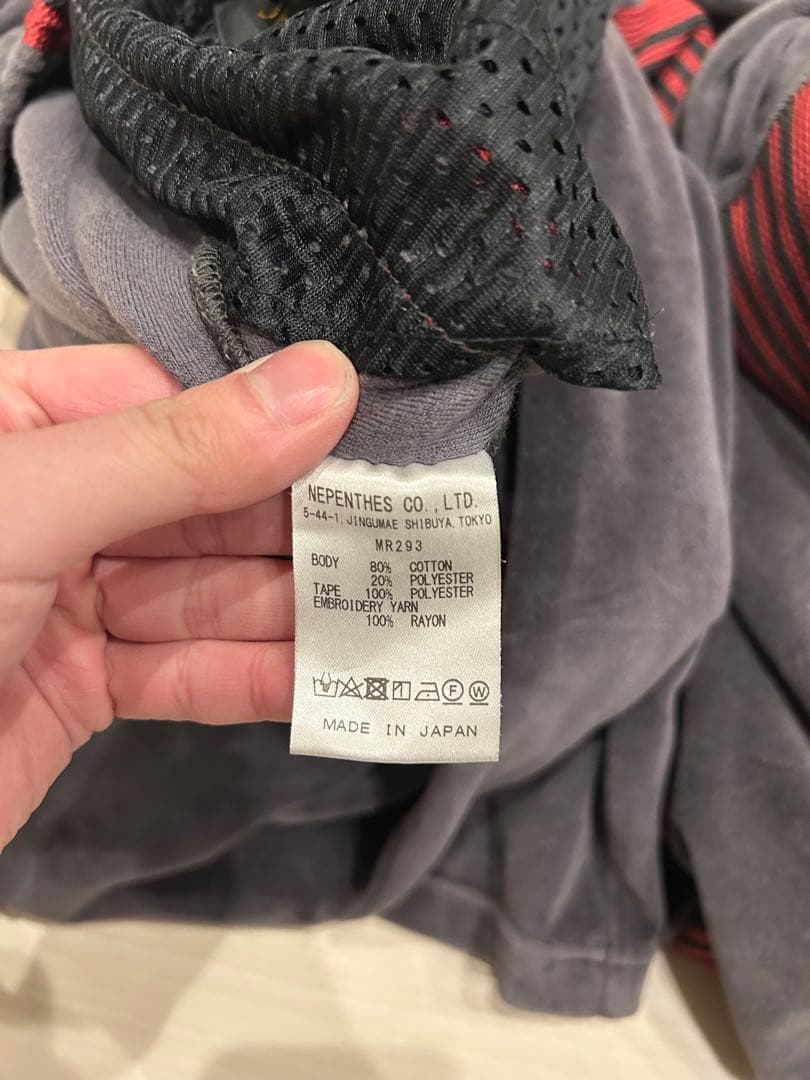 NEPENTHES CO.,LTD.
5-44-1, JINGUMAE SHIBUYA, TOKYO
MR293
BODY 80% COTTON
20% POLYESTER
TAPE 100% POLYESTER
EMBROIDERY YARN
100% RAYON
F W
MADE IN JAPAN